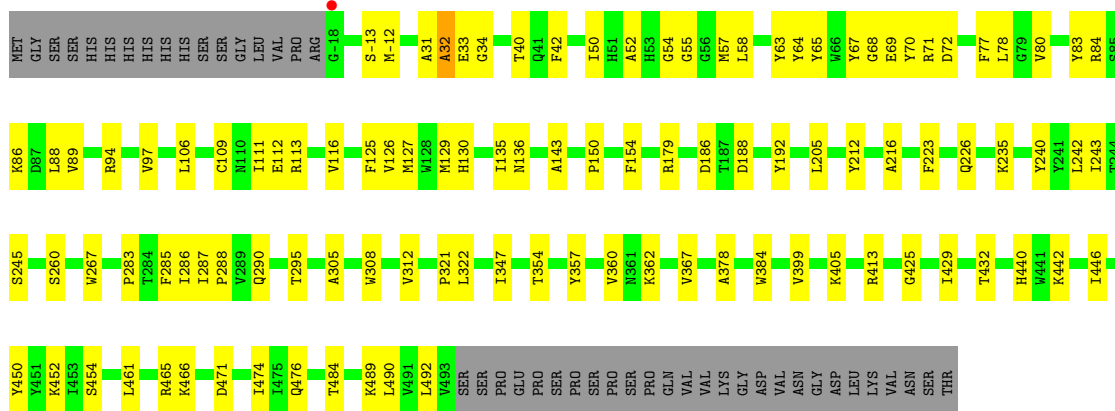 MET GLY SER SER HIS HIS HIS HIS HIS HIS SER SER GLY LEU VAL PRO ARG G-18 S-13 M-12 A31 A32 E33 G34 T40 Q41 F42 I50 H51 A52 H53 G54 G55 G56 M57 L58 Y63 Y64 Y65 W66 Y67 G68 E69 Y70 R71 D72 F77 L78 G79 V80 Y83 R84 S85
K86 D87 L88 V89 R94 V97 L106 C109 N110 I111 E112 R113 V116 F125 V126 M127 W128 M129 H130 I135 N136 A143 P150 F154 R179 D186 T187 D188 Y192 L205 Y212 A216 F223 Q226 K235 Y240 Y241 L242 I243 T244
S245 S260 W267 P283 T284 F285 I286 I287 P288 V289 Q290 T295 A305 W308 V312 P321 L322 I347 T354 Y357 V360 N361 K362 V367 A378 W384 V399 K405 R413 G425 I429 T432 H440 W441 K442 I446
Y450 Y451 K452 I453 S454 L461 R465 K466 D471 I474 I475 Q476 T484 K489 L490 V491 L492 V493 SER SER PRO GLU PRO SER PRO SER PRO PRO SER PRO GLN VAL VAL LYS GLY ASP VAL ASN GLY ASP LEU LYS VAL ASN SER THR